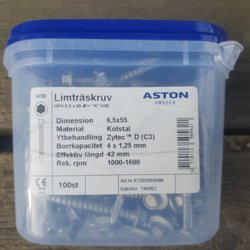 HX8
Limträskruv
ASTON
SWEDEN
Dimension 6,5x55
Material Kolstål
Ytbehandling Zytec™ D (C3)
Borrkapacitet 4 x 1,25 mm
Effektiv längd 42 mm
Rek. rpm 1000-1600
100st